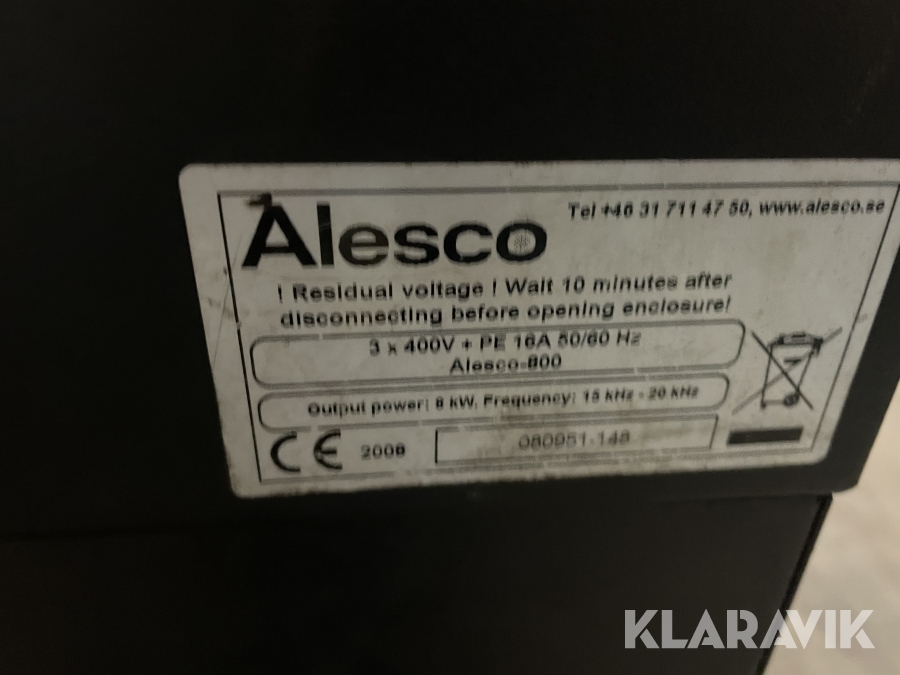 Alesco
Tel +46 31 711 47 50, www.alesco.se
! Residual voltage ! Wait 10 minutes after
disconnecting before opening enclosure!
3 x 400V + PE 16A 50/60 Hz
Alesco-800
Output power: 8 kW, Frequency: 15 kHz - 20 kHz
CE 2008
080951-148
KLARAVIK